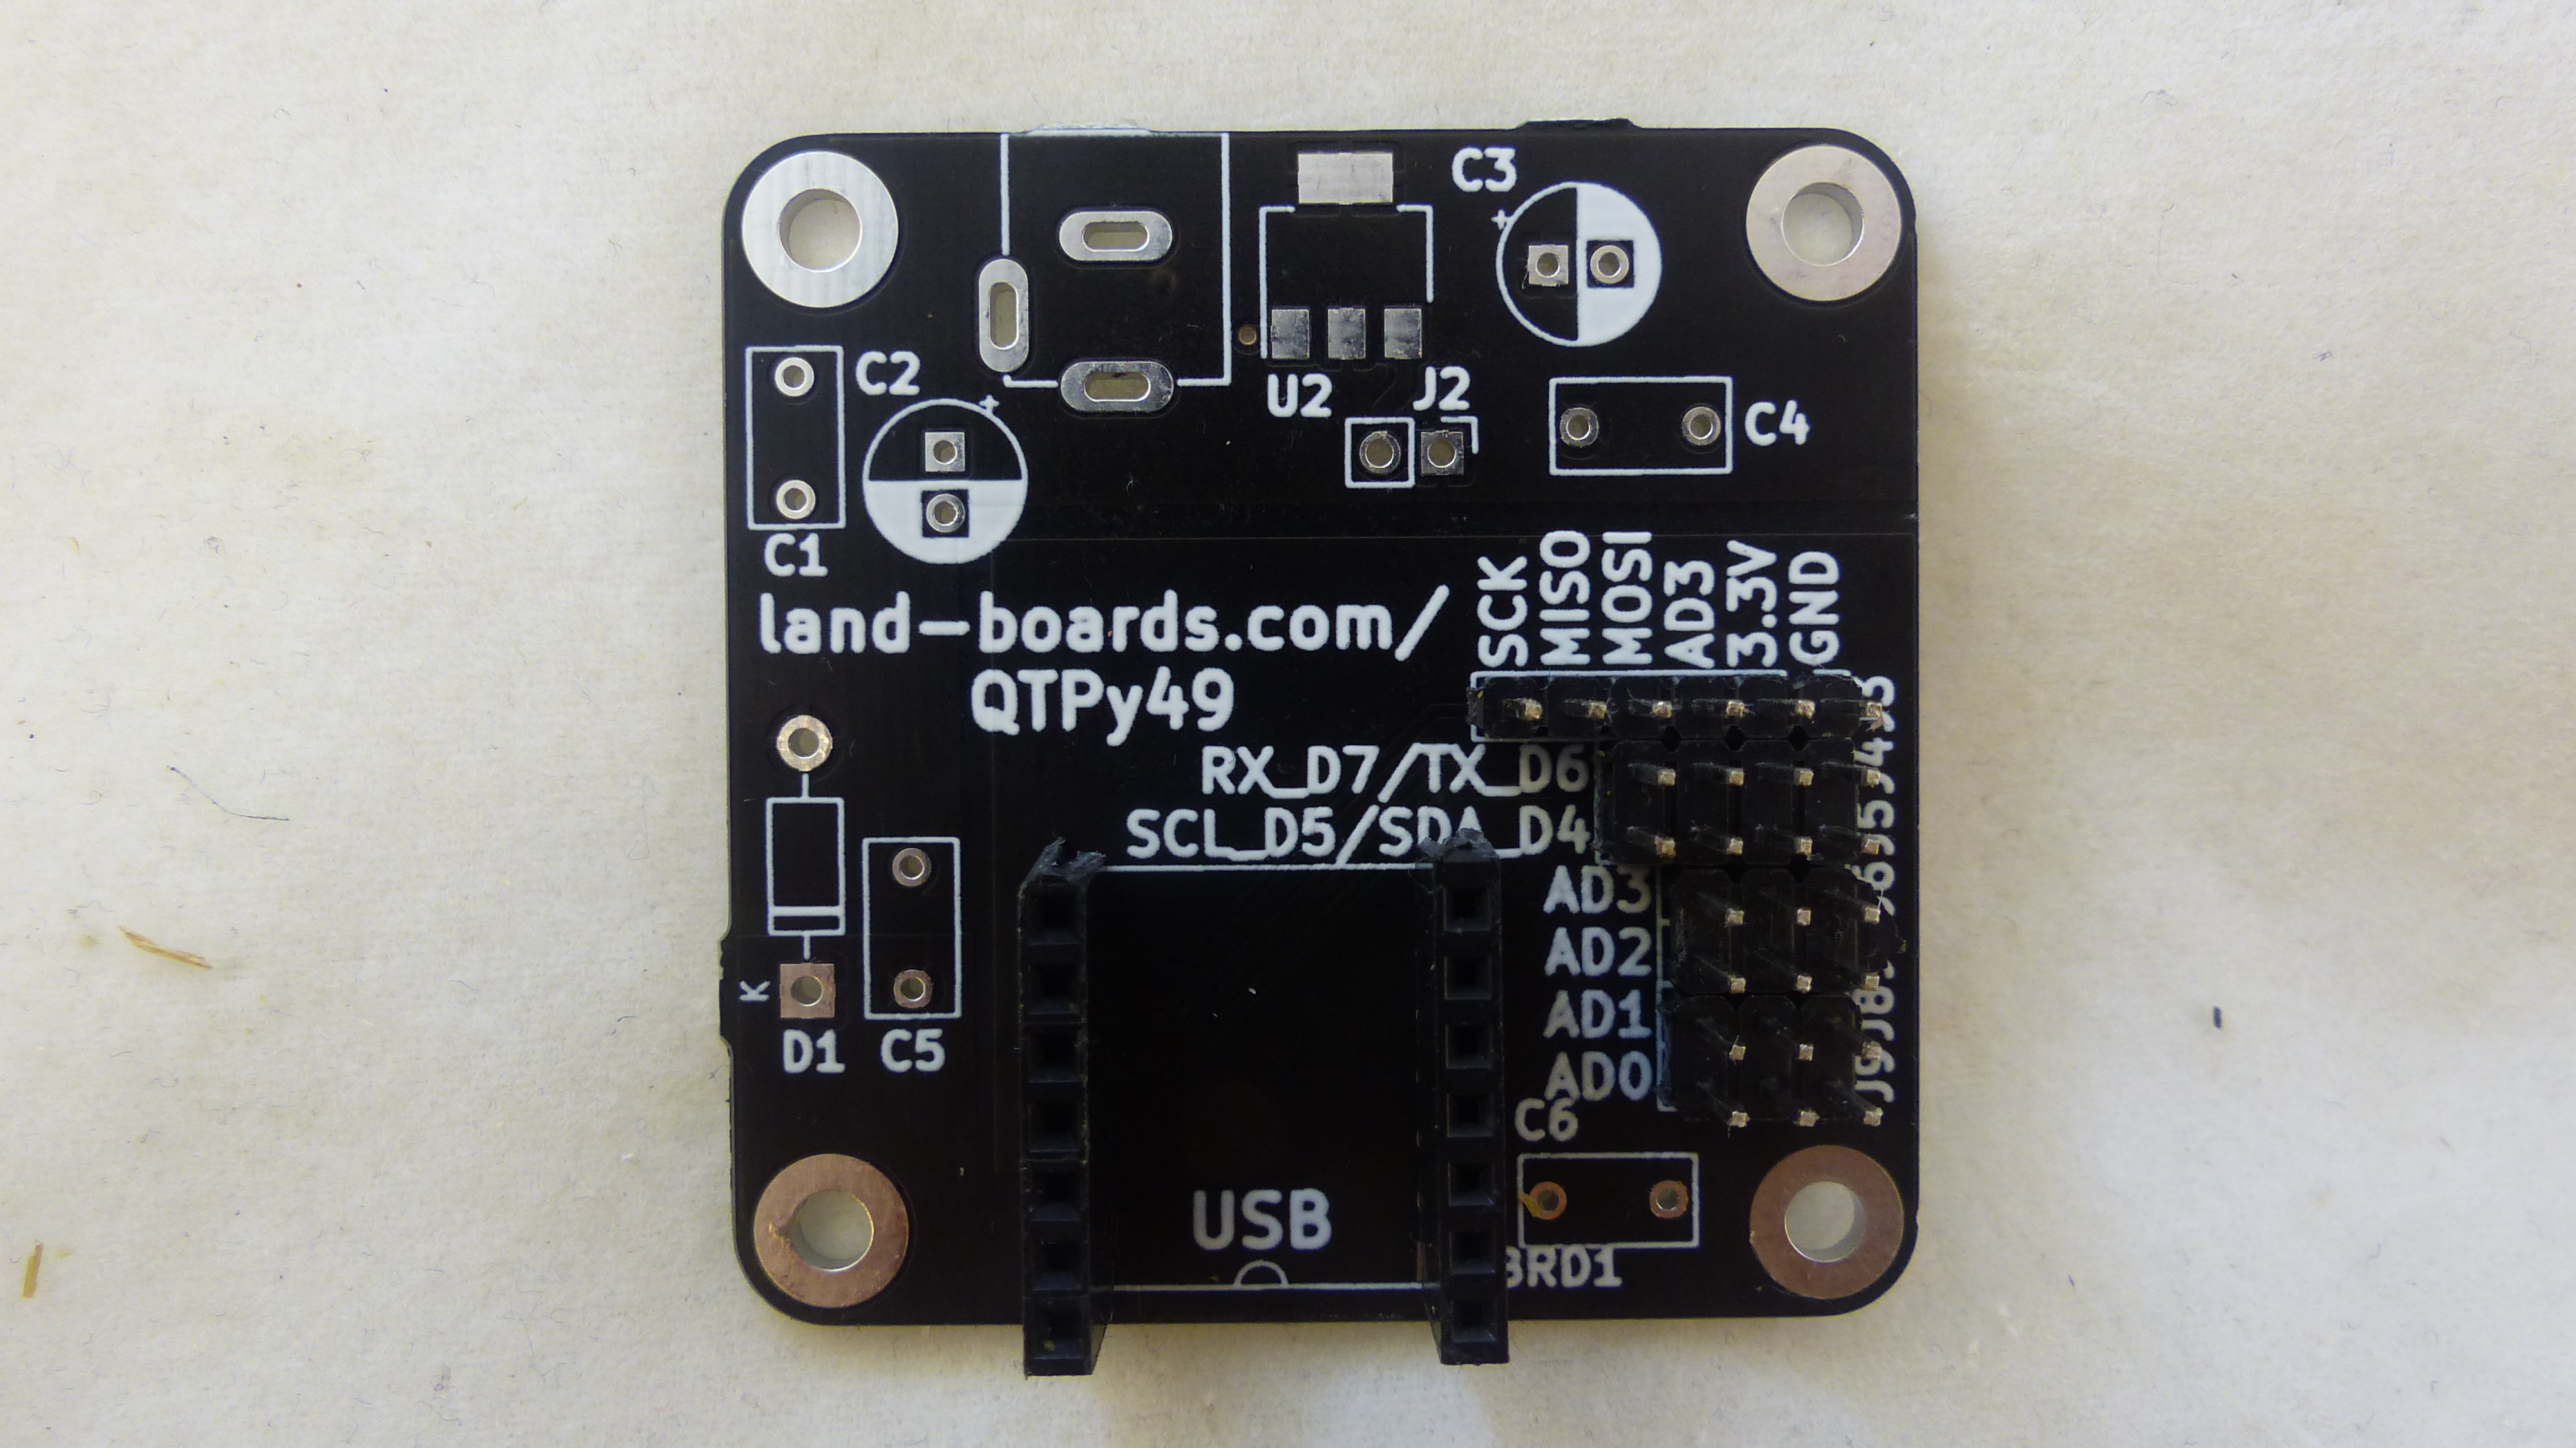 C3
C2
U2
J2
C4
C1
SCK
MISO
MOSI
AD3
3.3V
GND
land-boards.com/
QTPy49
RX_D7/TX_D6
SCL_D5/SDA_D4
AD3
AD2
AD1
AD0
K
D1
C5
C6
USB